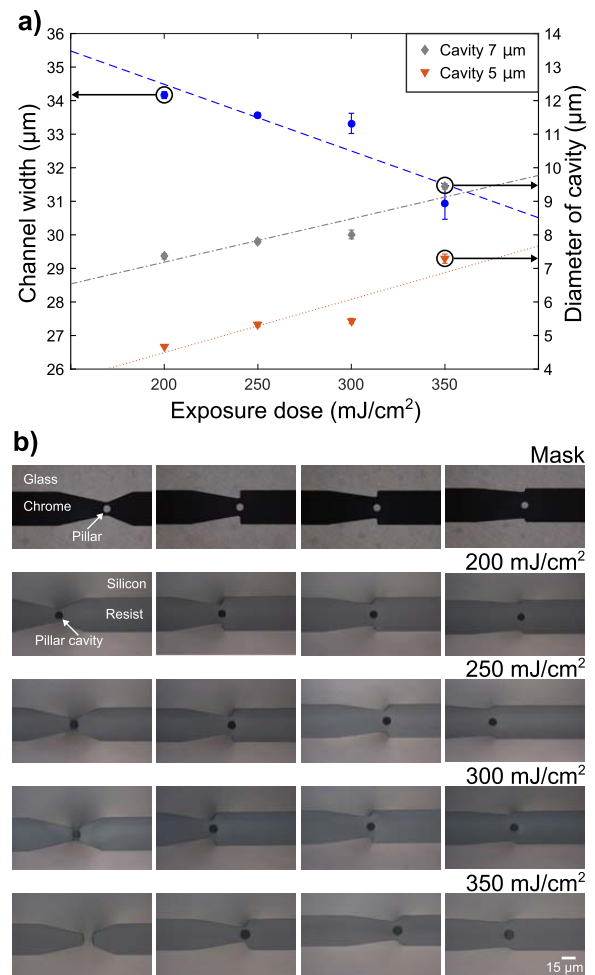 a)
36
35
34
33
32
31
30
29
28
27
26
Channel width (μm)
14
13
12
11
10
9
8
7
6
5
4
Diameter of cavity (μm)
Cavity 7 μm
Cavity 5 μm
200
250
300
350
Exposure dose (mJ/cm²)
b)
Mask
Glass
Chrome
Pillar
200 mJ/cm²
Silicon
Resist
Pillar cavity
250 mJ/cm²
300 mJ/cm²
350 mJ/cm²
15 μm